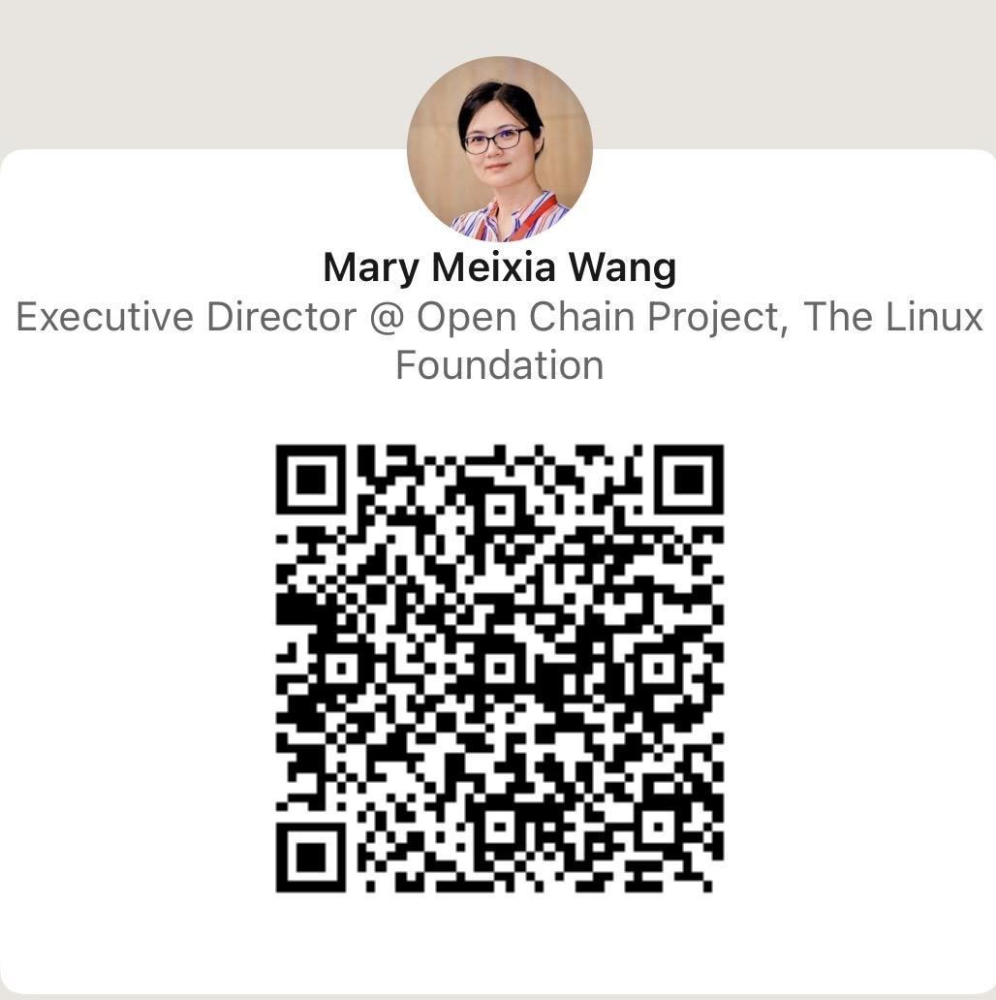 Mary Meixia Wang
Executive Director @ Open Chain Project, The Linux
Foundation